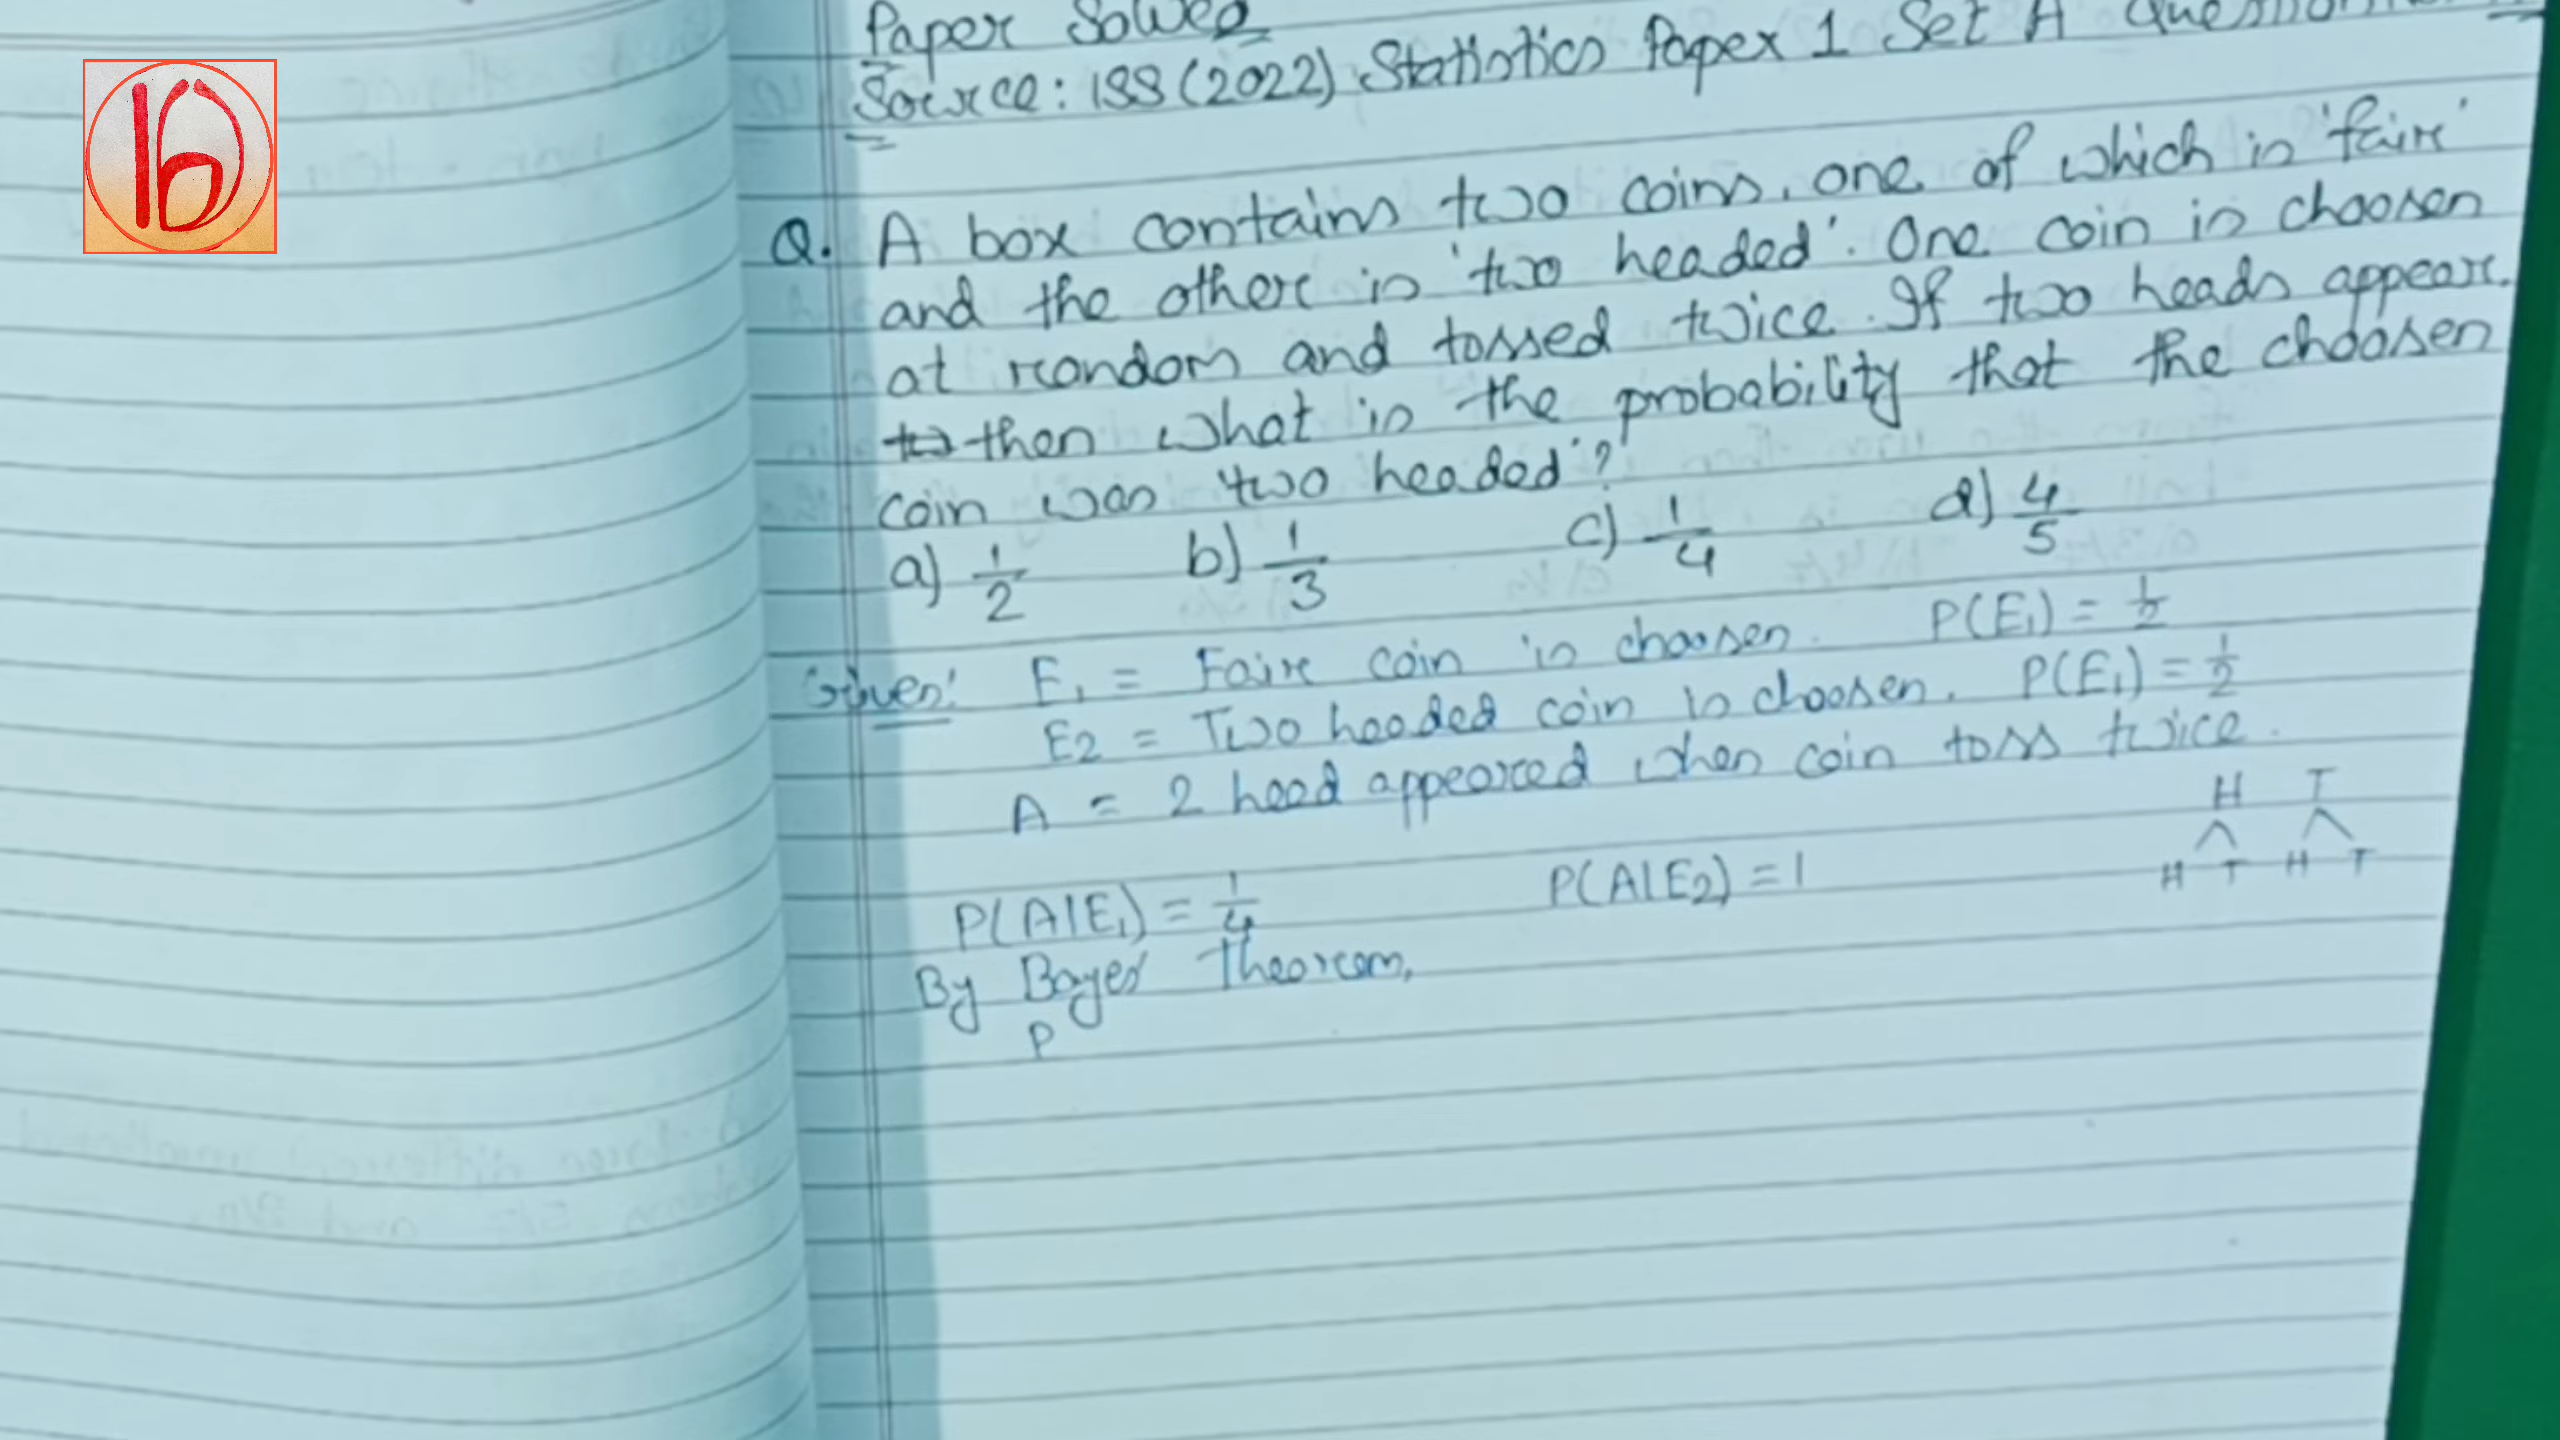 Paper Solved
Source: ISS (2022) Statistics Paper 1 Set A
Q. A box contains two coins, one of which is 'fair'
and the other is 'two headed'. One coin is choosen
at random and tossed twice. If two heads appear.
then what is the probability that the choosen
coin was 'two headed'?
a) 1/2 b) 1/3 c) 1/4 d) 4/5
Given: E1 = Fair coin is choosen. P(E1) = 1/2
E2 = Two headed coin is choosen. P(E1) = 1/2
A = 2 head appeared when coin toss twice.
H T
H T H T
P(A|E1) = 1/4 P(A|E2) = 1
By Bayes' Theorem,
P